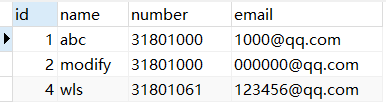 id name number email
1 abc 31801000 1000@qq.com
2 modify 31801000 000000@qq.com
4 wls 31801061 123456@qq.com